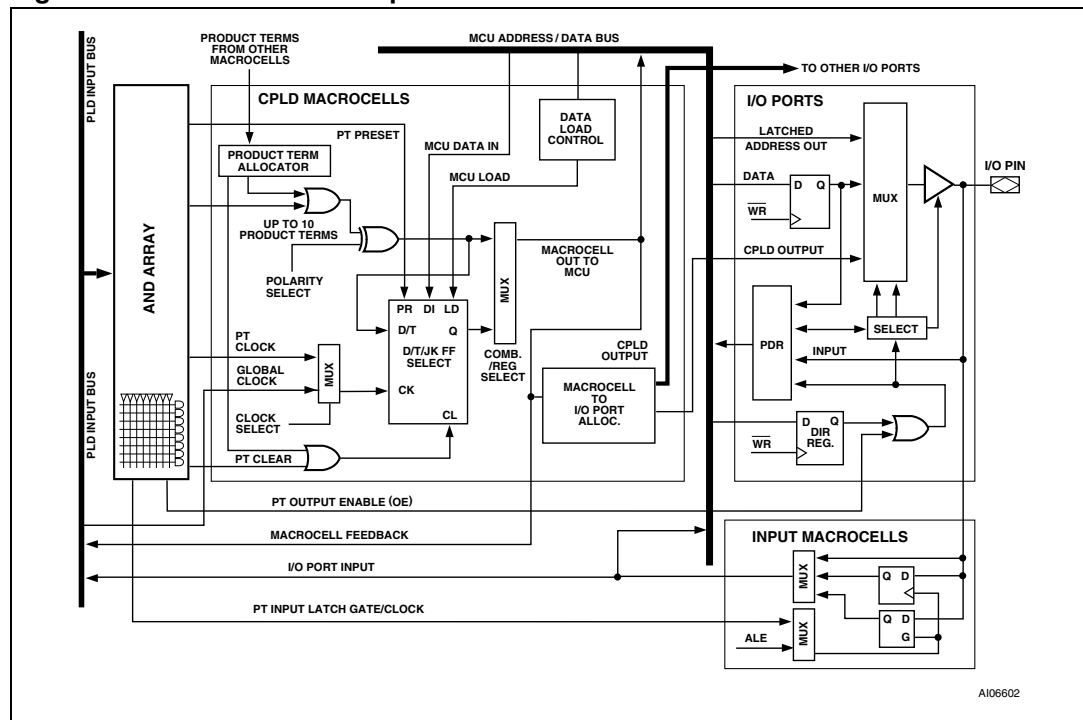 PLD INPUT BUS
PLD INPUT BUS
AND ARRAY
PRODUCT TERMS
FROM OTHER
MACROCELLS
MCU ADDRESS / DATA BUS
TO OTHER I/O PORTS
CPLD MACROCELLS
PT PRESET
PRODUCT TERM
ALLOCATOR
MCU DATA IN
MCU LOAD
DATA
LOAD
CONTROL
UP TO 10
PRODUCT TERMS
POLARITY
SELECT
PR DI LD
D/T
Q
D/T/JK FF
SELECT
CK
CL
MUX
COMB.
/REG
SELECT
MACROCELL
OUT TO
MCU
PT
CLOCK
GLOBAL
CLOCK
CLOCK
SELECT
MUX
PT CLEAR
CPLD
OUTPUT
MACROCELL
TO
I/O PORT
ALLOC.
PT OUTPUT ENABLE (OE)
MACROCELL FEEDBACK
I/O PORT INPUT
PT INPUT LATCH GATE/CLOCK
I/O PORTS
LATCHED
ADDRESS OUT
DATA
D Q
WR
MUX
I/O PIN
CPLD OUTPUT
PDR
SELECT
INPUT
D Q
DIR
REG.
WR
INPUT MACROCELLS
MUX
Q D
Q D
G
MUX
ALE
AI06602